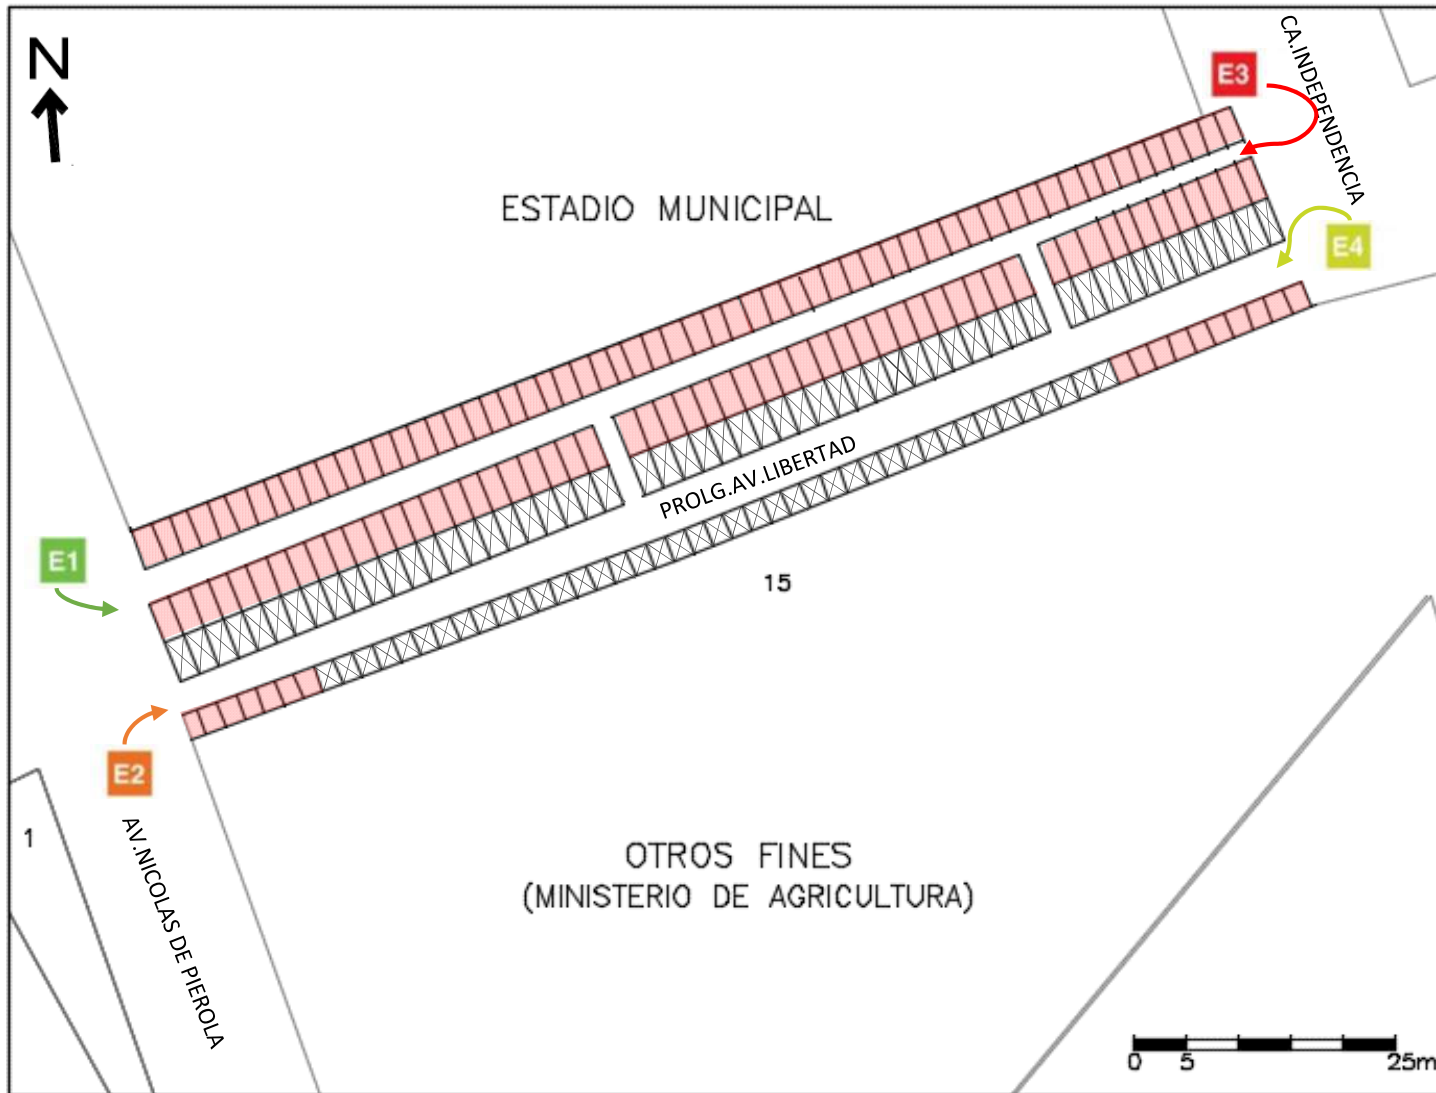 N
E3
CA.INDEPENDENCIA
ESTADIO MUNICIPAL
E4
PROLG.AV.LIBERTAD
E1
15
E2
1
AV.NICOLAS DE PIEROLA
OTROS FINES
(MINISTERIO DE AGRICULTURA)
0 5 25m